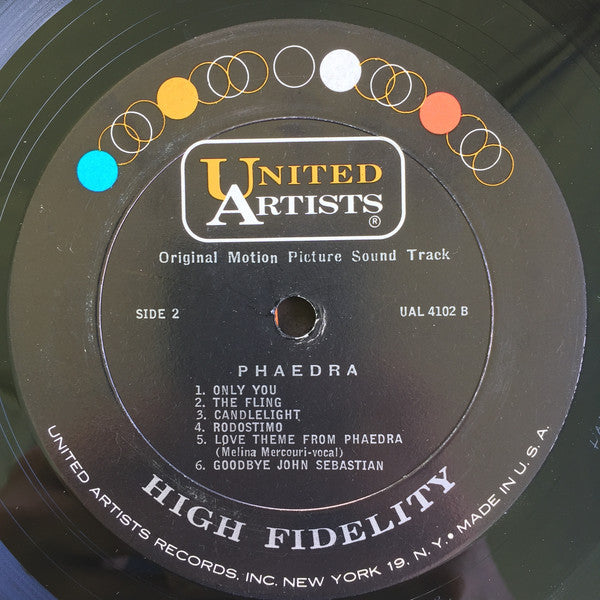 UNITED
ARTISTS
®
Original Motion Picture Sound Track
SIDE 2
UAL 4102 B
PHAEDRA
1. ONLY YOU
2. THE FLING
3. CANDLELIGHT
4. RODOSTIMO
5. LOVE THEME FROM PHAEDRA
(Melina Mercouri-vocal)
6. GOODBYE JOHN SEBASTIAN
HIGH FIDELITY
UNITED ARTISTS RECORDS, INC. NEW YORK 19, N.Y. • MADE IN U.S.A.